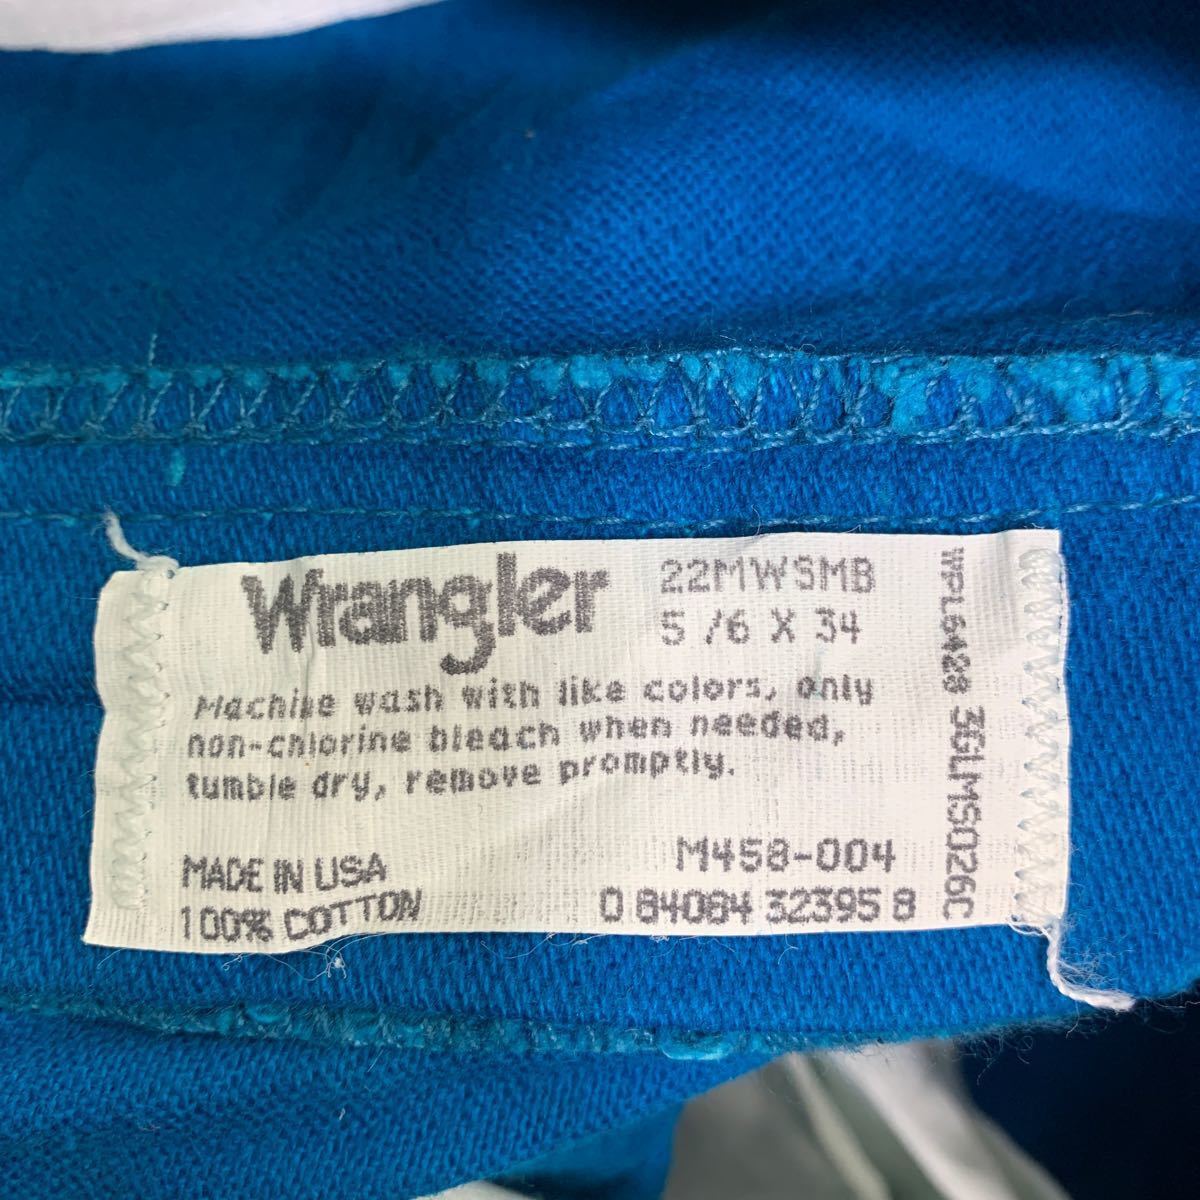 Wrangler
22MWSMB
5/6 X 34
Machine wash with like colors, only
non-chlorine bleach when needed,
tumble dry, remove promptly.
MADE IN USA
100% COTTON
M458-004
0 84084 32395 8
WPL6428 3GLMS026C